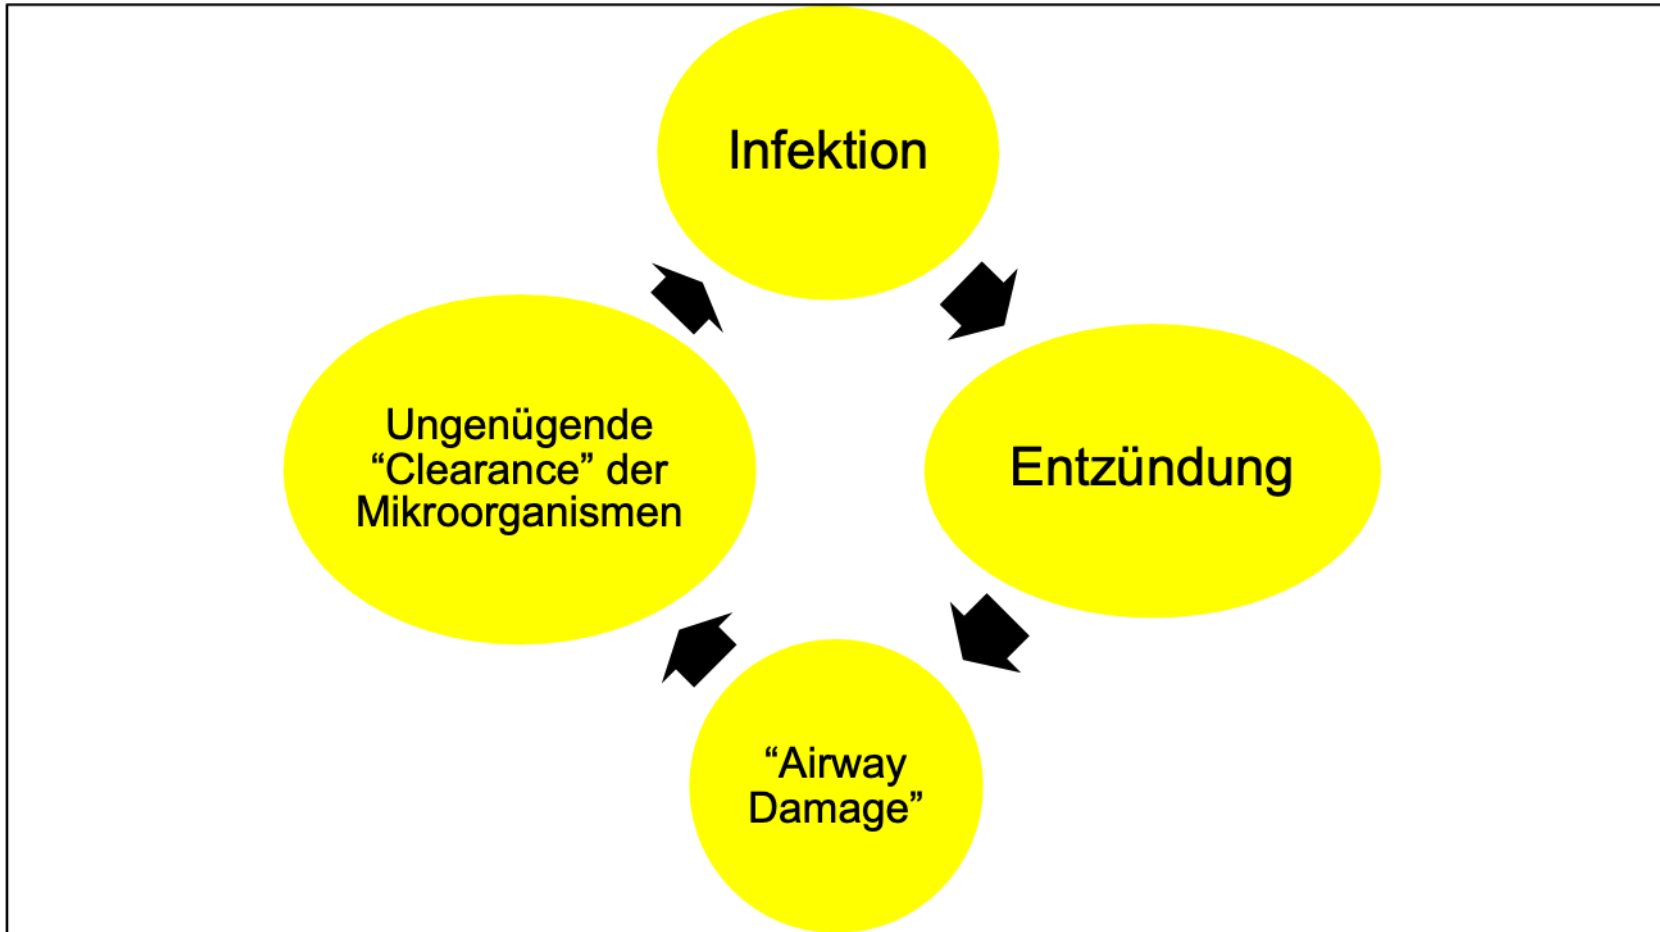 Infektion
Ungenügende
“Clearance” der
Mikroorganismen
Entzündung
“Airway
Damage”